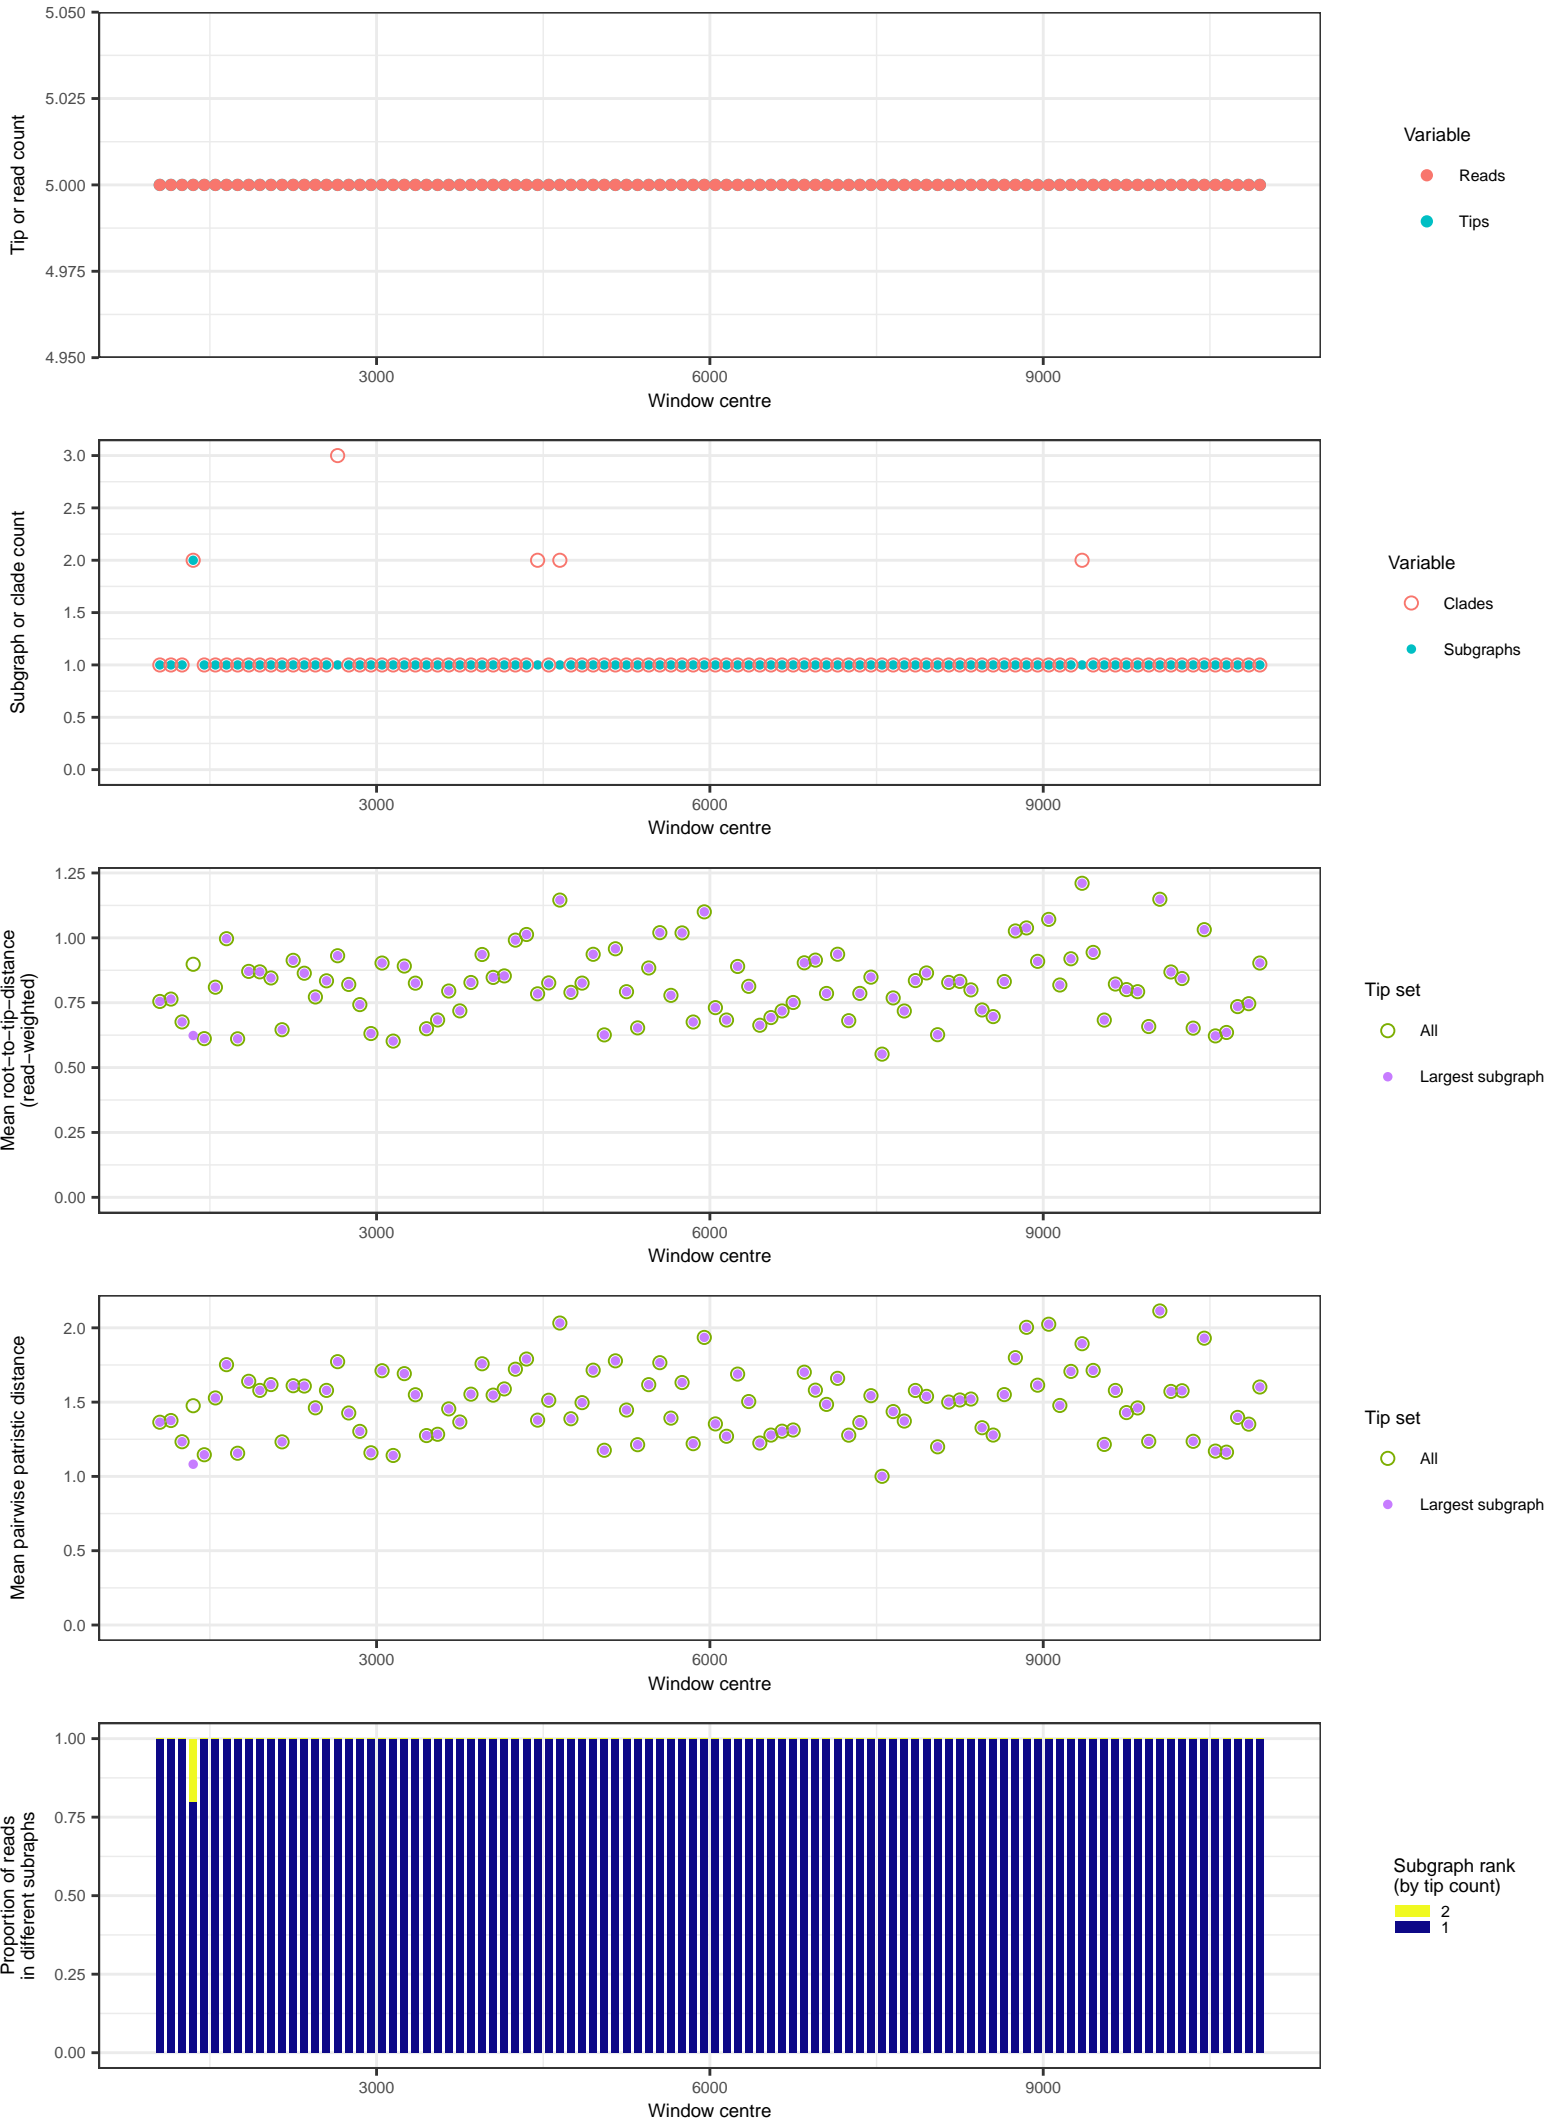 5.050
5.025
5.000
4.975
4.950
Tip or read count
3000 6000 9000
Window centre
Variable
Reads
Tips
3.0
2.5
2.0
1.5
1.0
0.5
0.0
Subgraph or clade count
3000 6000 9000
Window centre
Variable
Clades
Subgraphs
1.25
1.00
0.75
0.50
0.25
0.00
Mean root−to−tip−distance
(read−weighted)
3000 6000 9000
Window centre
Tip set
All
Largest subgraph
2.0
1.5
1.0
0.5
0.0
Mean pairwise patristic distance
3000 6000 9000
Window centre
Tip set
All
Largest subgraph
1.00
0.75
0.50
0.25
0.00
Proportion of reads
in different subraphs
3000 6000 9000
Window centre
Subgraph rank
(by tip count)
2
1